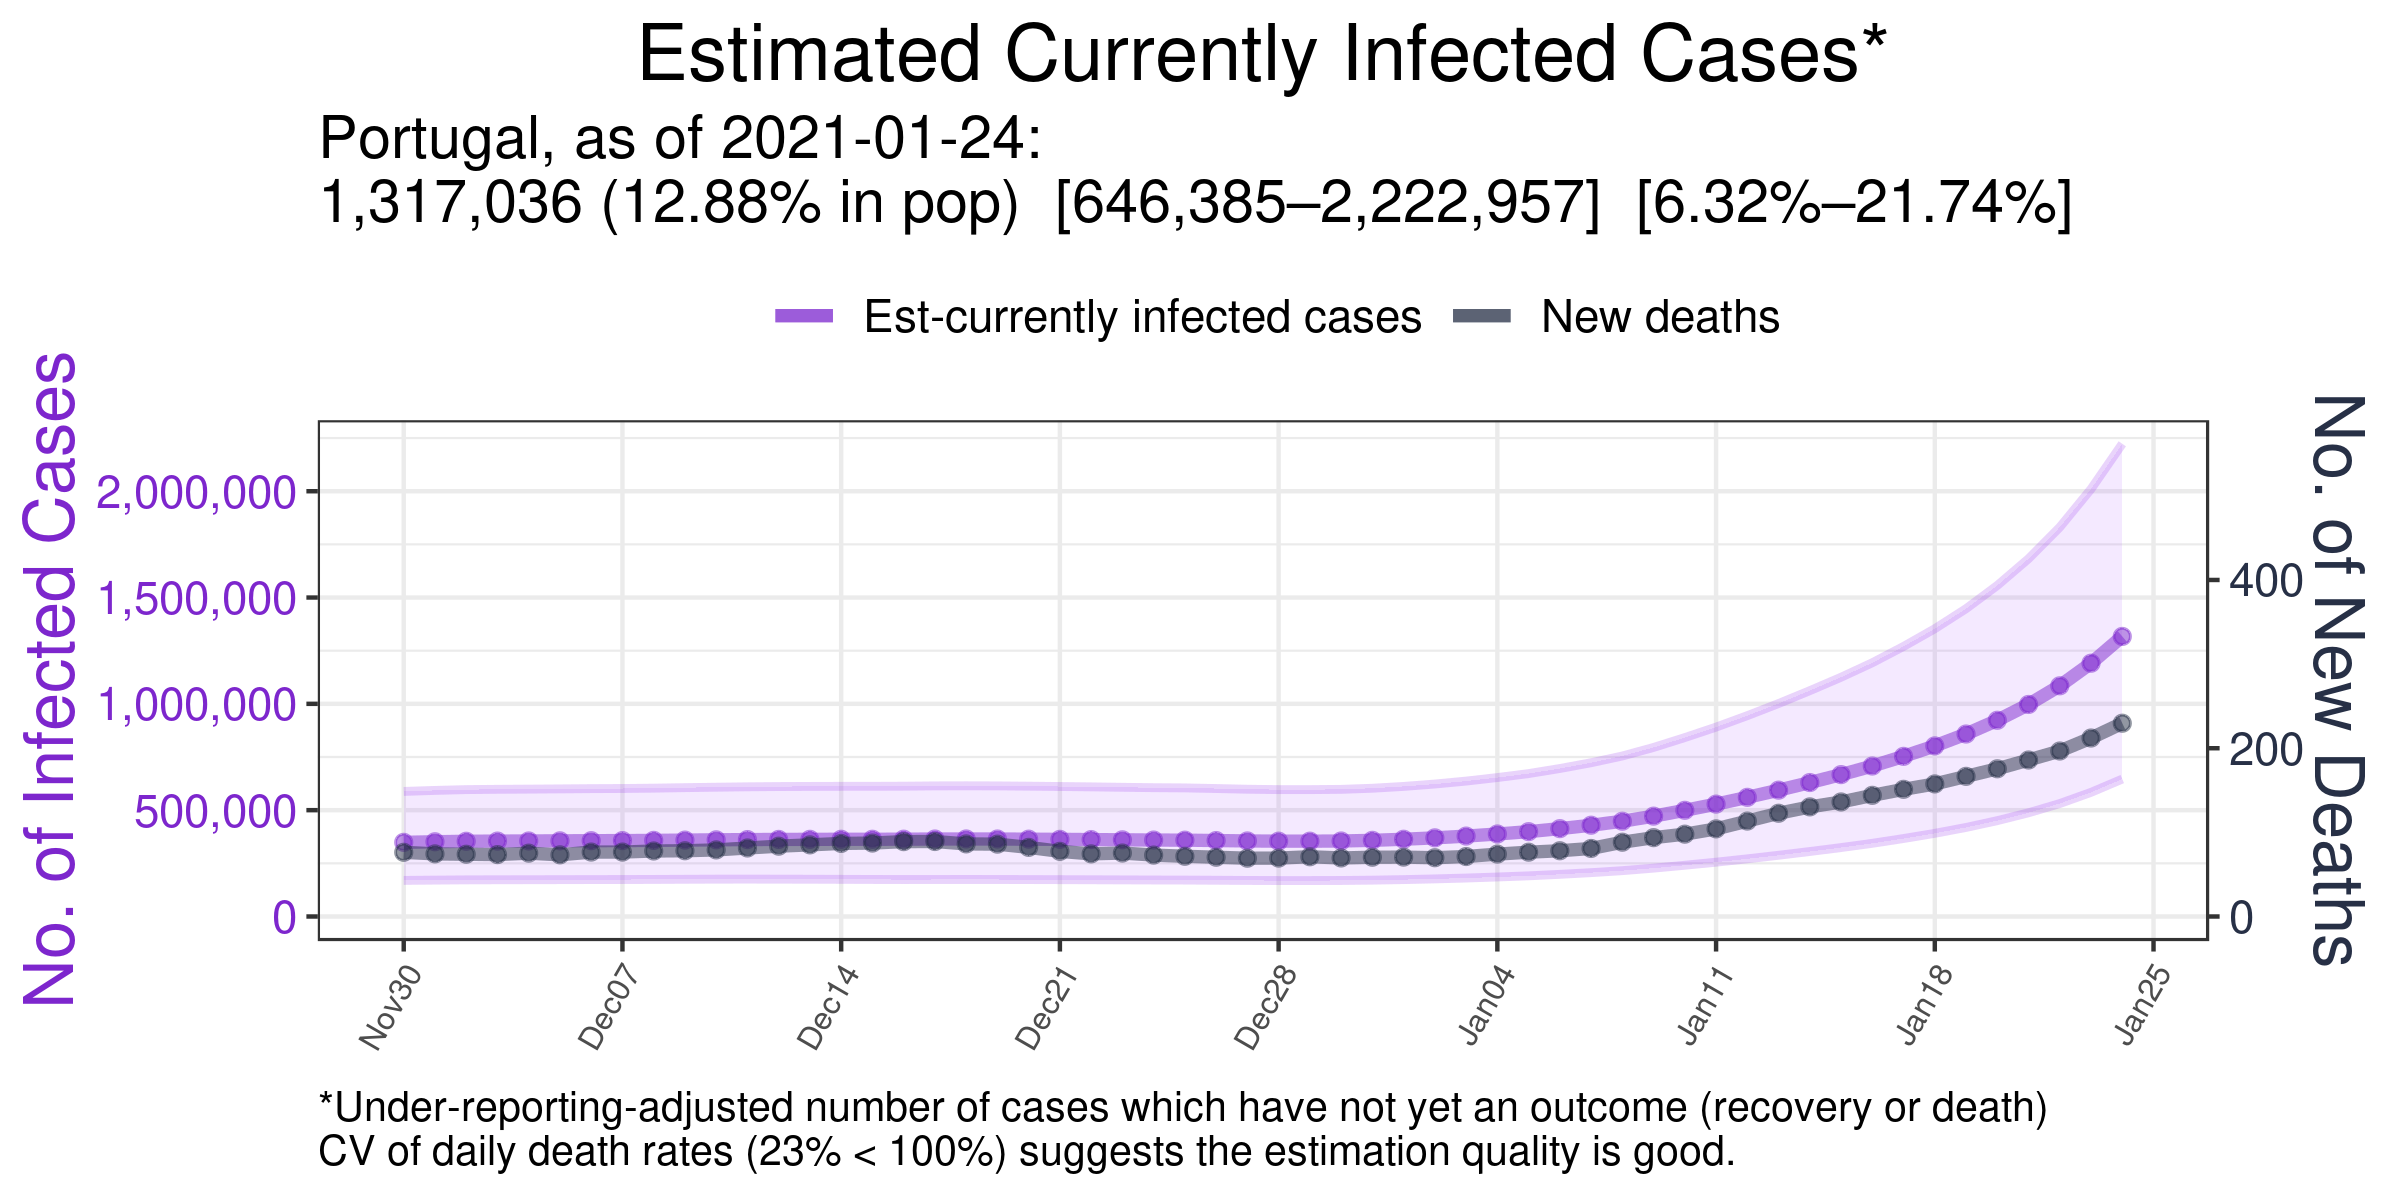 Estimated Currently Infected Cases*
Portugal, as of 2021-01-24:
1,317,036 (12.88% in pop)  [646,385–2,222,957]  [6.32%–21.74%]
Est-currently infected cases
New deaths
No. of Infected Cases
2,000,000
1,500,000
1,000,000
500,000
0
400
200
0
No. of New Deaths
Nov30
Dec07
Dec14
Dec21
Dec28
Jan04
Jan11
Jan18
Jan25
*Under-reporting-adjusted number of cases which have not yet an outcome (recovery or death)
CV of daily death rates (23% < 100%) suggests the estimation quality is good.